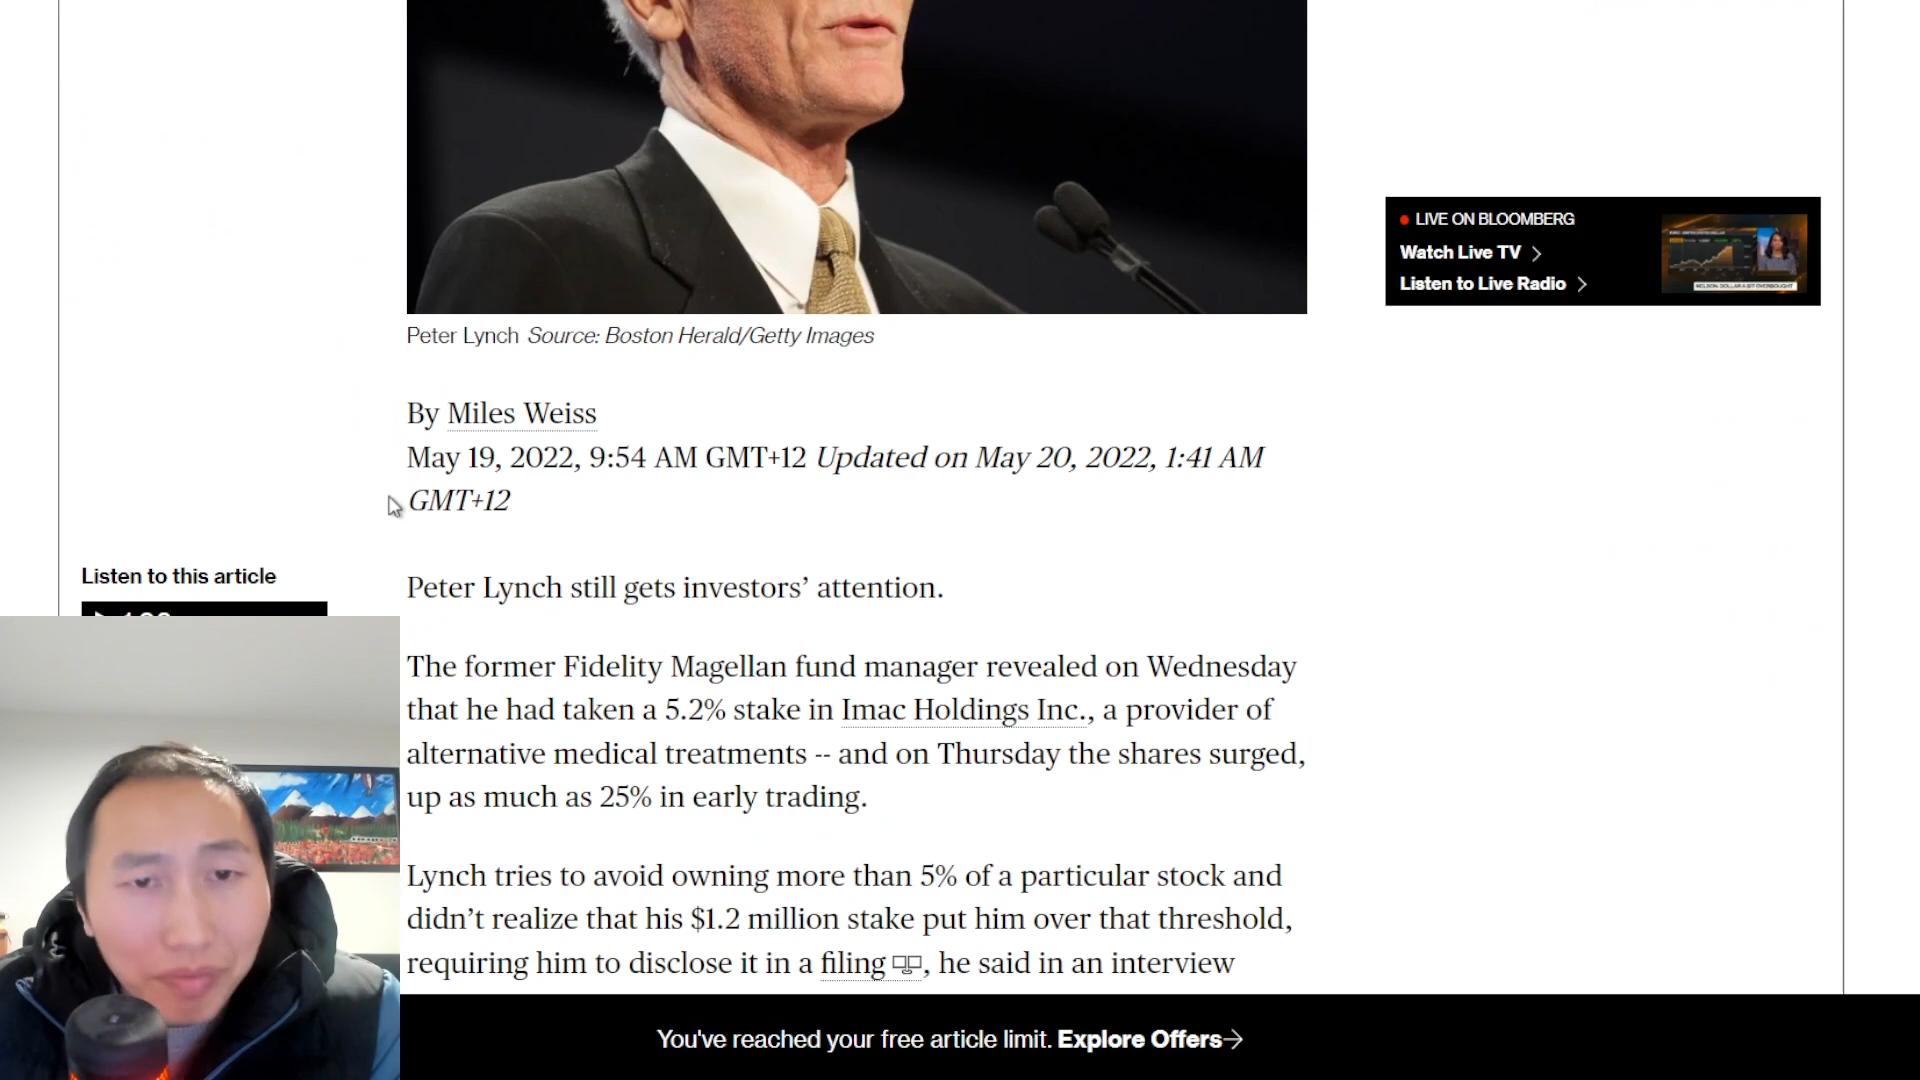 LIVE ON BLOOMBERG
Watch Live TV
Listen to Live Radio
Peter Lynch Source: Boston Herald/Getty Images
By Miles Weiss
May 19, 2022, 9:54 AM GMT+12 Updated on May 20, 2022, 1:41 AM
GMT+12
Listen to this article
Peter Lynch still gets investors’ attention.
The former Fidelity Magellan fund manager revealed on Wednesday
that he had taken a 5.2% stake in Imac Holdings Inc., a provider of
alternative medical treatments -- and on Thursday the shares surged,
up as much as 25% in early trading.
Lynch tries to avoid owning more than 5% of a particular stock and
didn’t realize that his $1.2 million stake put him over that threshold,
requiring him to disclose it in a filing, he said in an interview
You've reached your free article limit. Explore Offers